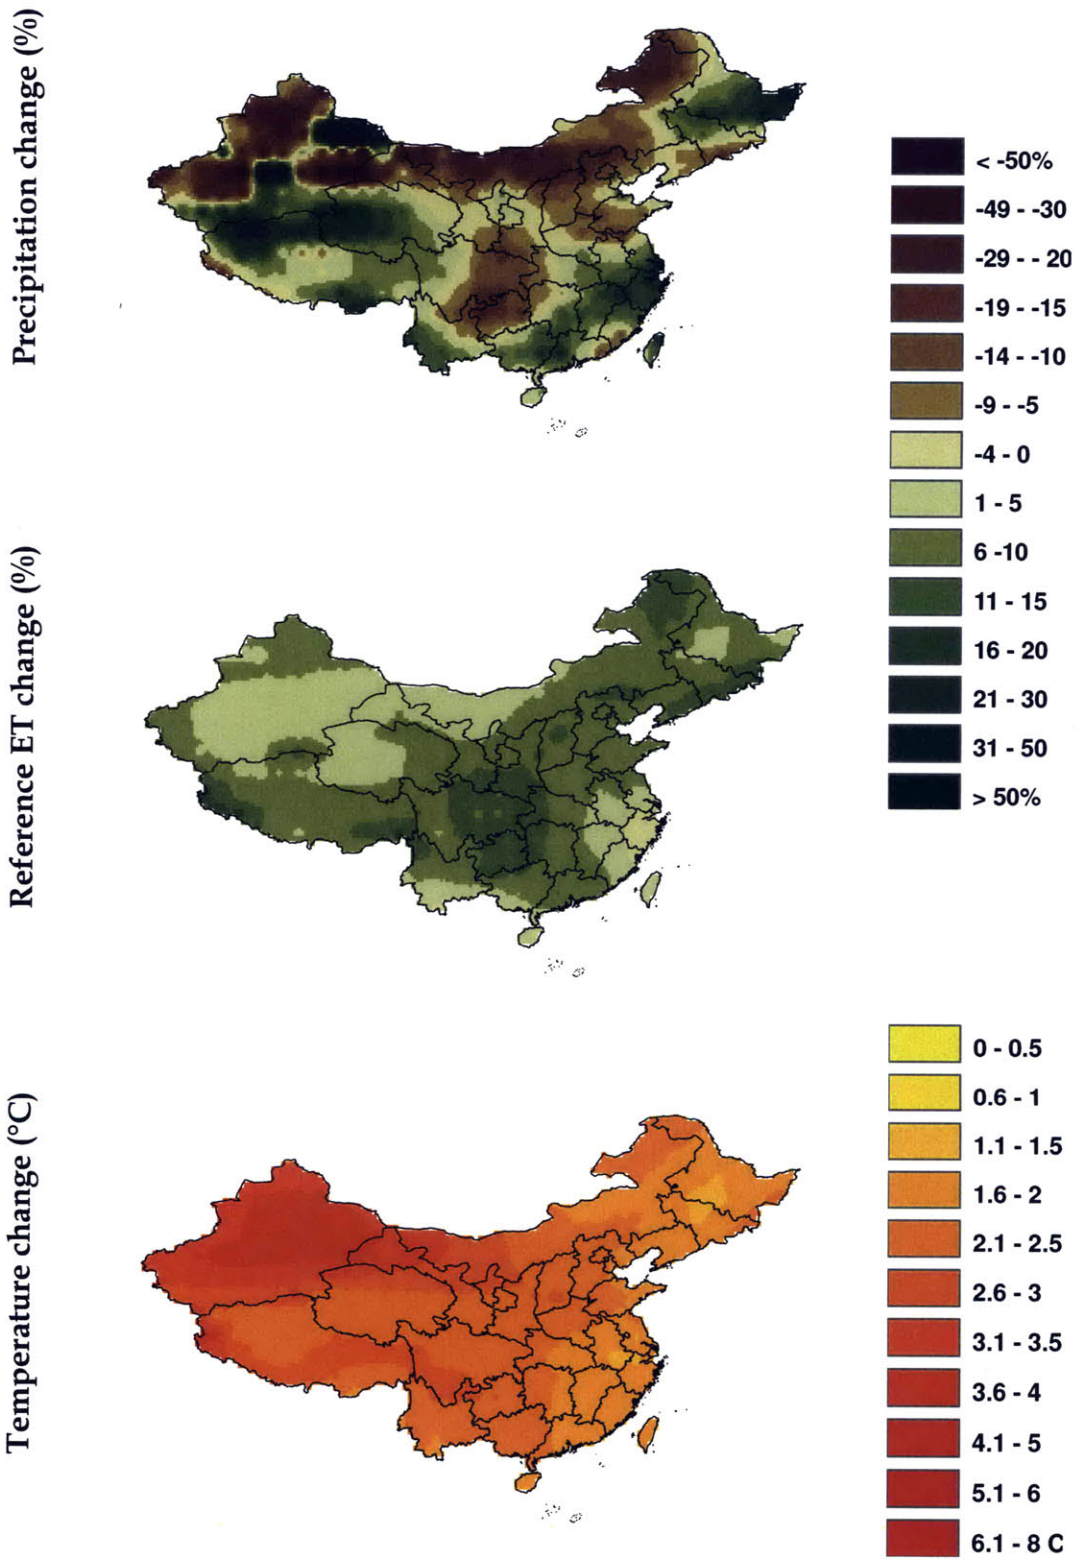 Precipitation change (%)
< -50%
-49 - -30
-29 - - 20
-19 - -15
-14 - -10
-9 - -5
-4 - 0
1 - 5
6 -10
11 - 15
16 - 20
21 - 30
31 - 50
> 50%
Reference ET change (%)
Temperature change (°C)
0 - 0.5
0.6 - 1
1.1 - 1.5
1.6 - 2
2.1 - 2.5
2.6 - 3
3.1 - 3.5
3.6 - 4
4.1 - 5
5.1 - 6
6.1 - 8 C